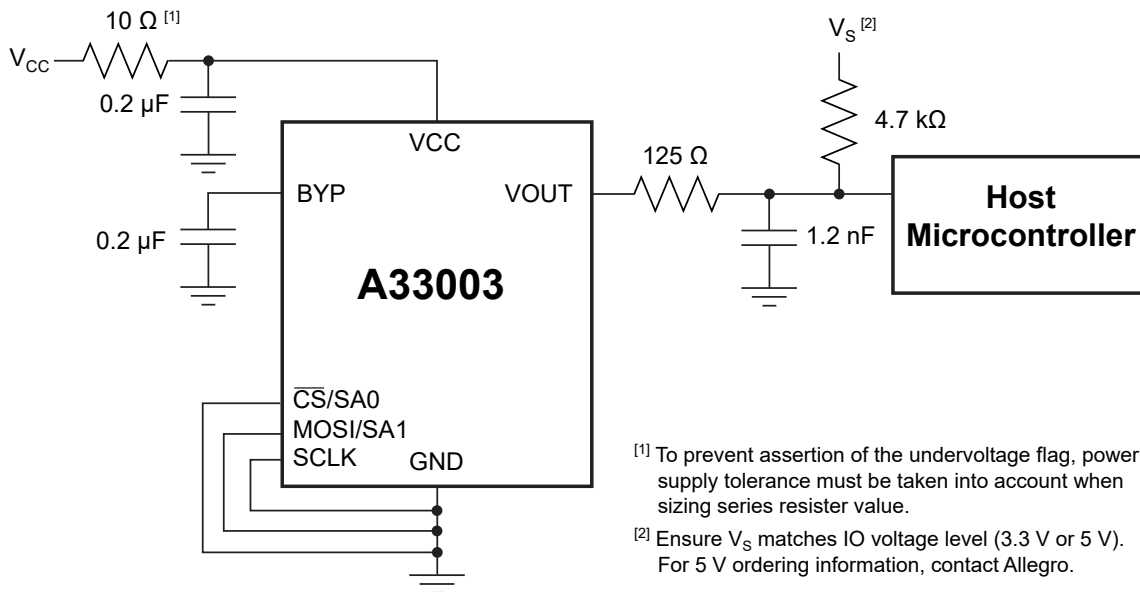 10 Ω [1]
VCC
0.2 µF
VCC
BYP
VOUT
0.2 µF
A33003
CS/SA0
MOSI/SA1
SCLK
GND
125 Ω
VS [2]
4.7 kΩ
1.2 nF
Host
Microcontroller
[1] To prevent assertion of the undervoltage flag, power
supply tolerance must be taken into account when
sizing series resister value.
[2] Ensure VS matches IO voltage level (3.3 V or 5 V).
For 5 V ordering information, contact Allegro.